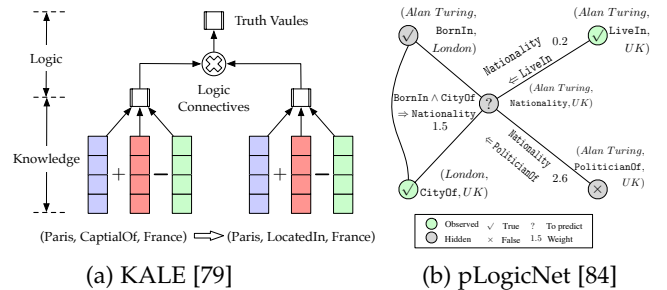 Truth Vaules
Logic
Logic
Connectives
Knowledge
+
−
+
−
(Paris, CaptialOf, France)
(Paris, LocatedIn, France)
(a) KALE [79]
(Alan Turing,
BornIn,
London)
✓
✓
(Alan Turing,
LiveIn,
UK)
Nationality 0.2
⇐ LiveIn
?
(Alan Turing,
Nationality, UK)
BornIn ∧ CityOf
⇒ Nationality
1.5
Nationality
⇐ PoliticianOf
2.6
(Alan Turing,
PoliticianOf,
UK)
✓
(London,
CityOf, UK)
×
Observed ✓ True ? To predict
Hidden × False 1.5 Weight
(b) pLogicNet [84]